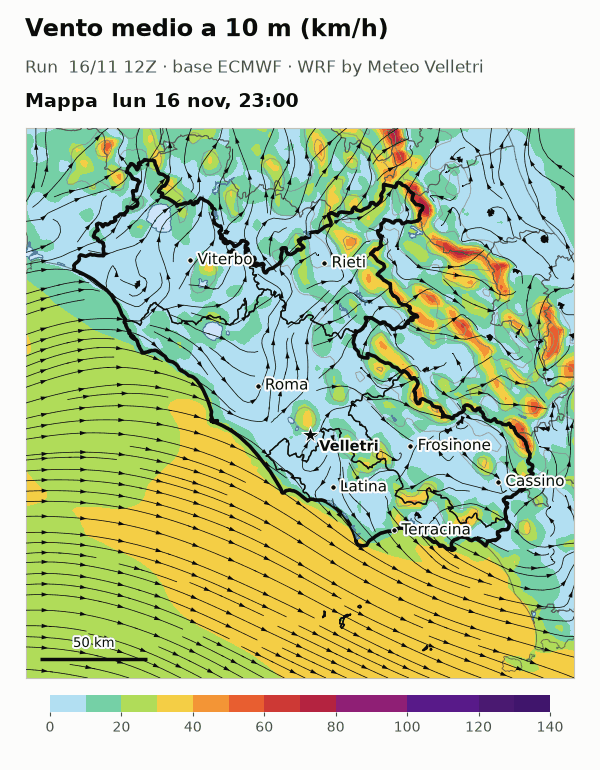 Vento medio a 10 m (km/h)
Run  16/11 12Z · base ECMWF · WRF by Meteo Velletri
Mappa  lun 16 nov, 23:00
Viterbo
Rieti
Roma
Velletri
Frosinone
Latina
Cassino
Terracina
50 km
0 20 40 60 80 100 120 140